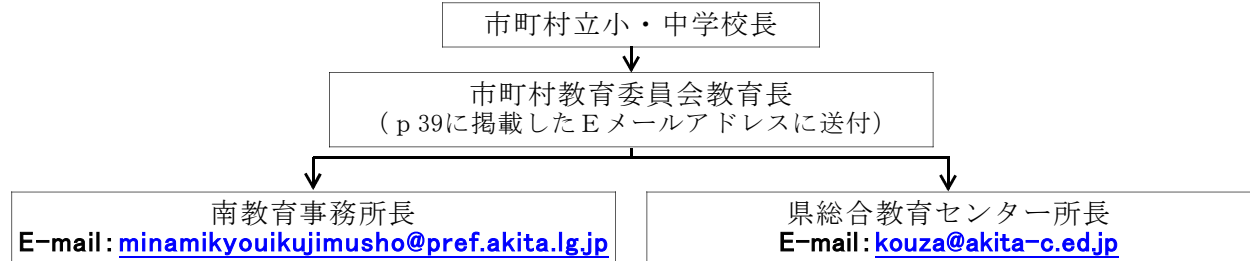 市町村立小・中学校長
市町村教育委員会教育長
（ｐ39に掲載したＥメールアドレスに送付）
南教育事務所長
E-mail：minamikyouikujimusho@pref.akita.lg.jp
県総合教育センター所長
E-mail：kouza@akita-c.ed.jp